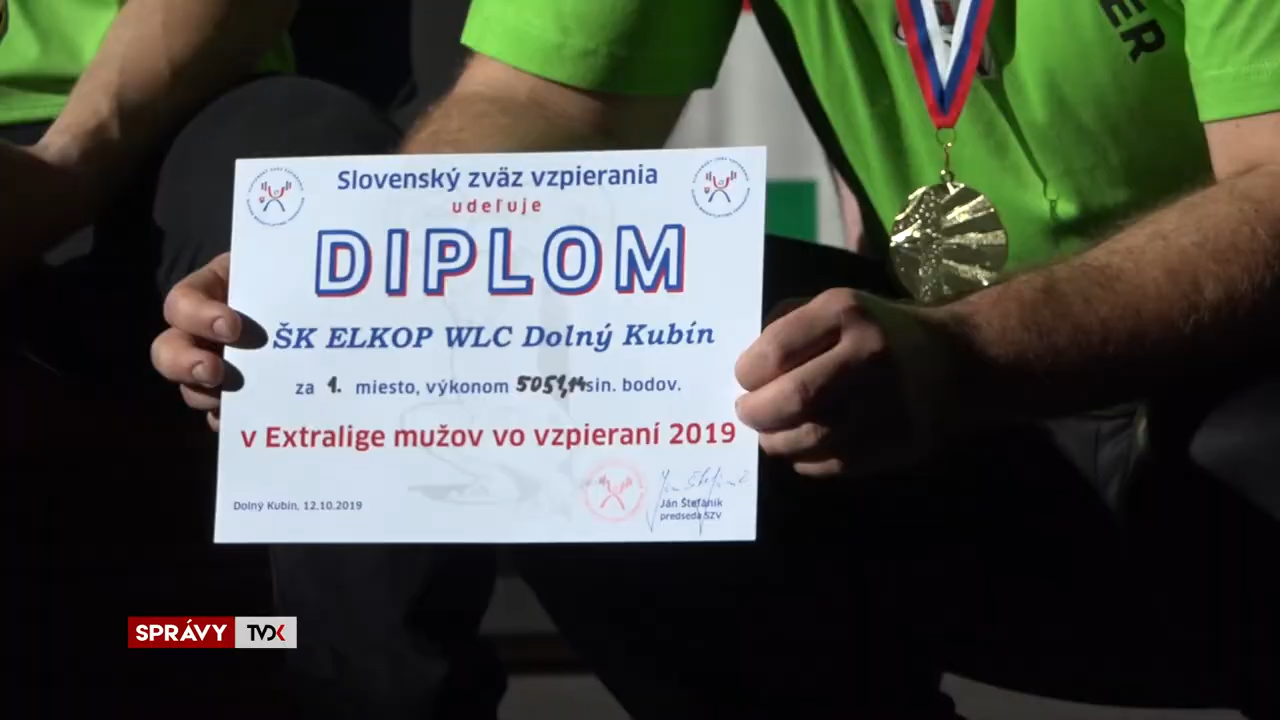 ER
Slovenský zväz vzpierania
udeľuje
DIPLOM
ŠK ELKOP WLC Dolný Kubín
za 1. miesto, výkonom 5051,14 sin. bodov.
v Extralige mužov vo vzpieraní 2019
Dolný Kubín, 12.10.2019
Ján Štefánik
predseda SZV
SPRÁVY TVDK